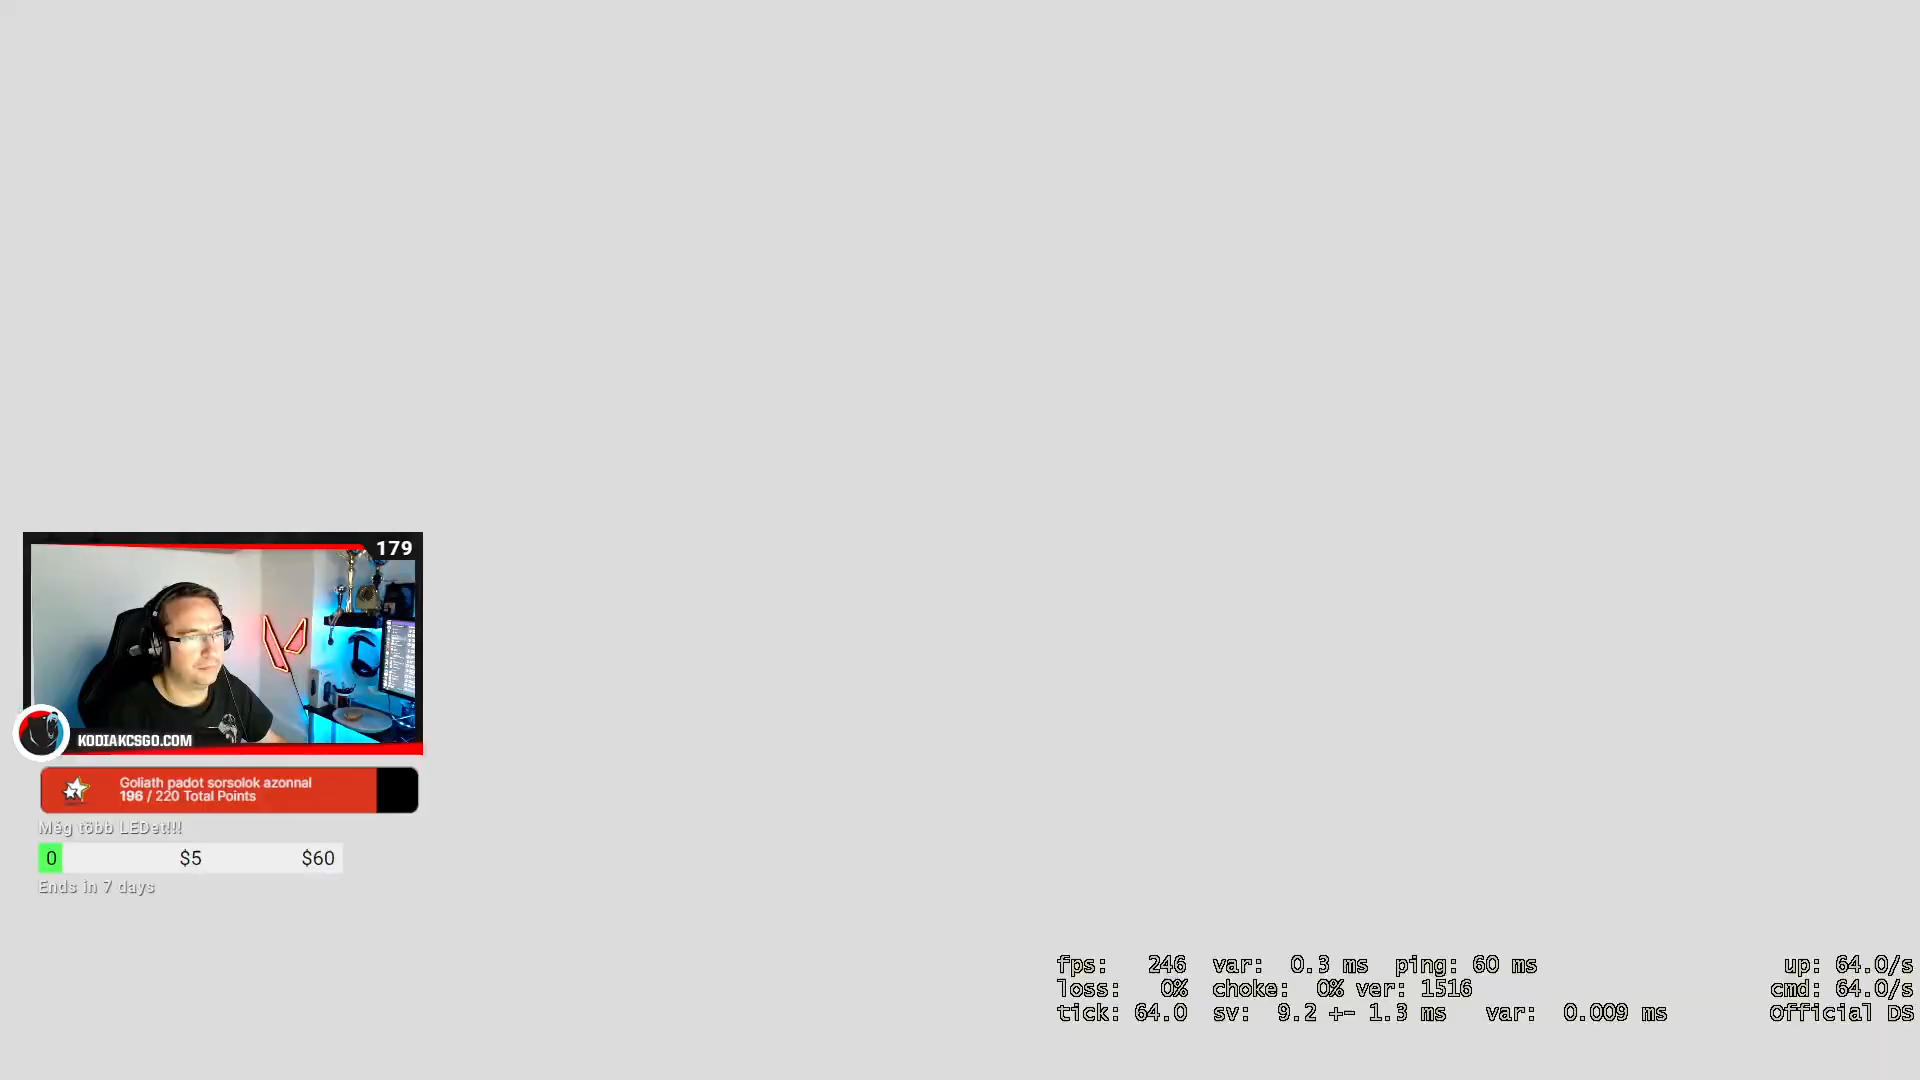 179
KODIAKCSGO.COM
Goliath padot sorsolok azonnal
196 / 220 Total Points
Még több LEDet!!!
0 $5 $60
Ends in 7 days
fps: 246 var: 0.3 ms ping: 60 ms up: 64.0/s
loss: 0% choke: 0% ver: 1516 cmd: 64.0/s
tick: 64.0 sv: 9.2 +- 1.3 ms var: 0.009 ms Official DS